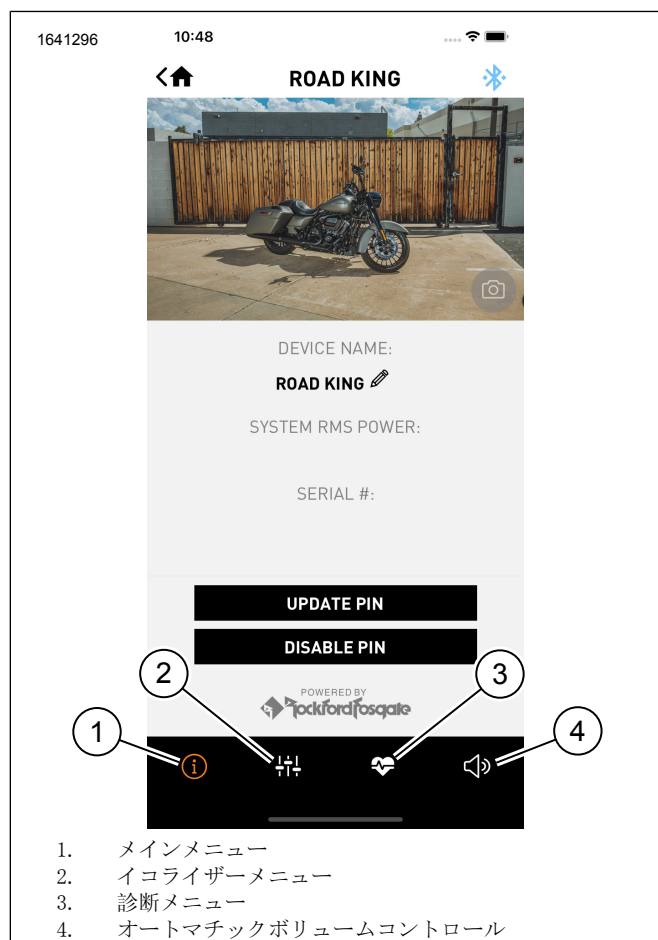 1641296
10:48
ROAD KING
DEVICE NAME:
ROAD KING
SYSTEM RMS POWER:
SERIAL #:
UPDATE PIN
DISABLE PIN
POWERED BY
Rockford Fosgate
1
2
3
4
1. メインメニュー
2. イコライザーメニュー
3. 診断メニュー
4. オートマチックボリュームコントロール